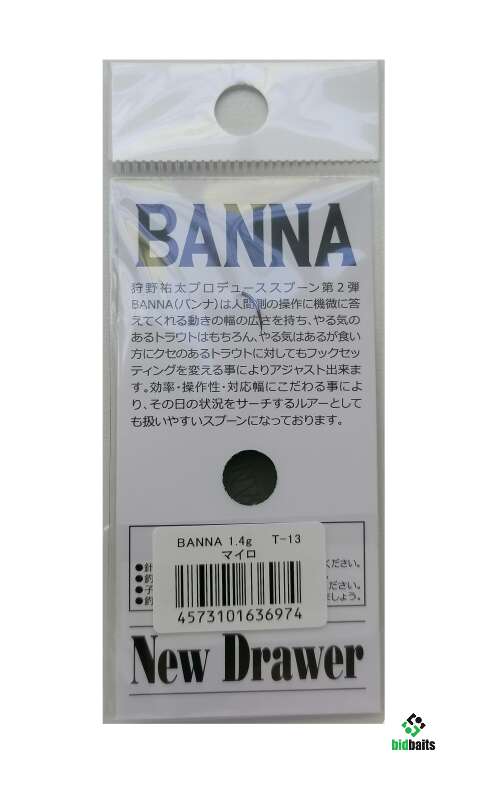 BANNA
狩野祐太プロデューススプーン第2弾
BANNA(バンナ)は人間側の操作に機微に答
えてくれる動きの幅の広さを持ち、やる気の
あるトラウトはもちろん、やる気はあるが食い
方にクセのあるトラウトに対してもフックセッ
ティングを変える事によりアジャスト出来ま
す。効率・操作性・対応幅にこだわる事によ
り、その日の状況をサーチするルアーとして
も扱いやすいスプーンになっております。
BANNA 1.4g T-13
マイロ
4573101636974
●針 ください。
●釣
●子 ださい。
●釣 ましょう。
New Drawer
bidbaits